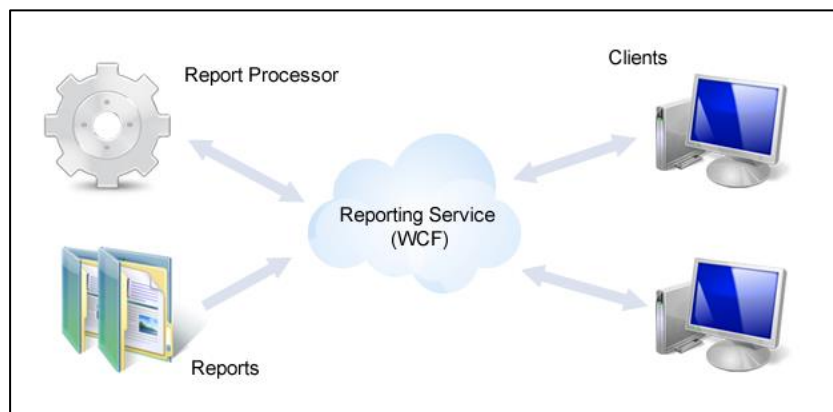 Report Processor
Clients
Reporting Service
(WCF)
Reports